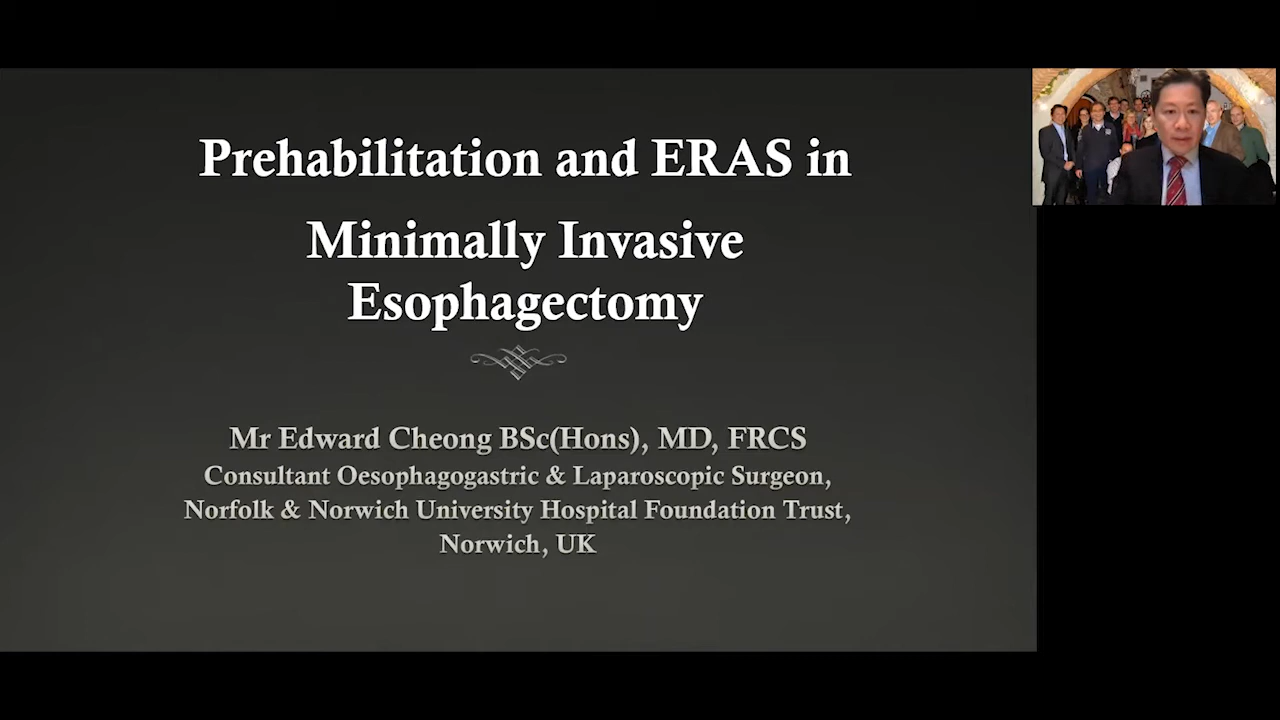 Prehabilitation and ERAS in
Minimally Invasive
Esophagectomy
Mr Edward Cheong BSc(Hons), MD, FRCS
Consultant Oesophagogastric & Laparoscopic Surgeon,
Norfolk & Norwich University Hospital Foundation Trust,
Norwich, UK